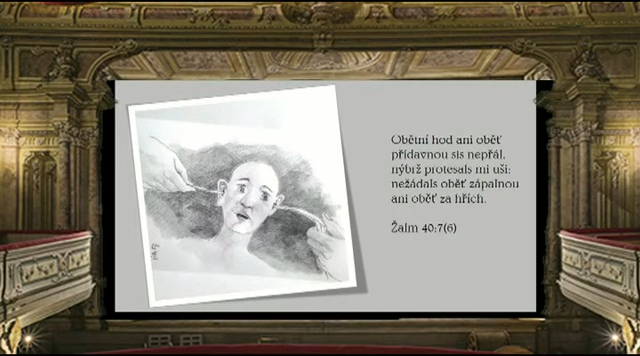 Obětní hod ani oběť
přídavnou sis nepřál,
nýbrž protesals mi uši:
nežádals oběť zápalnou
ani oběť za hřích.
Žalm 40:7(6)